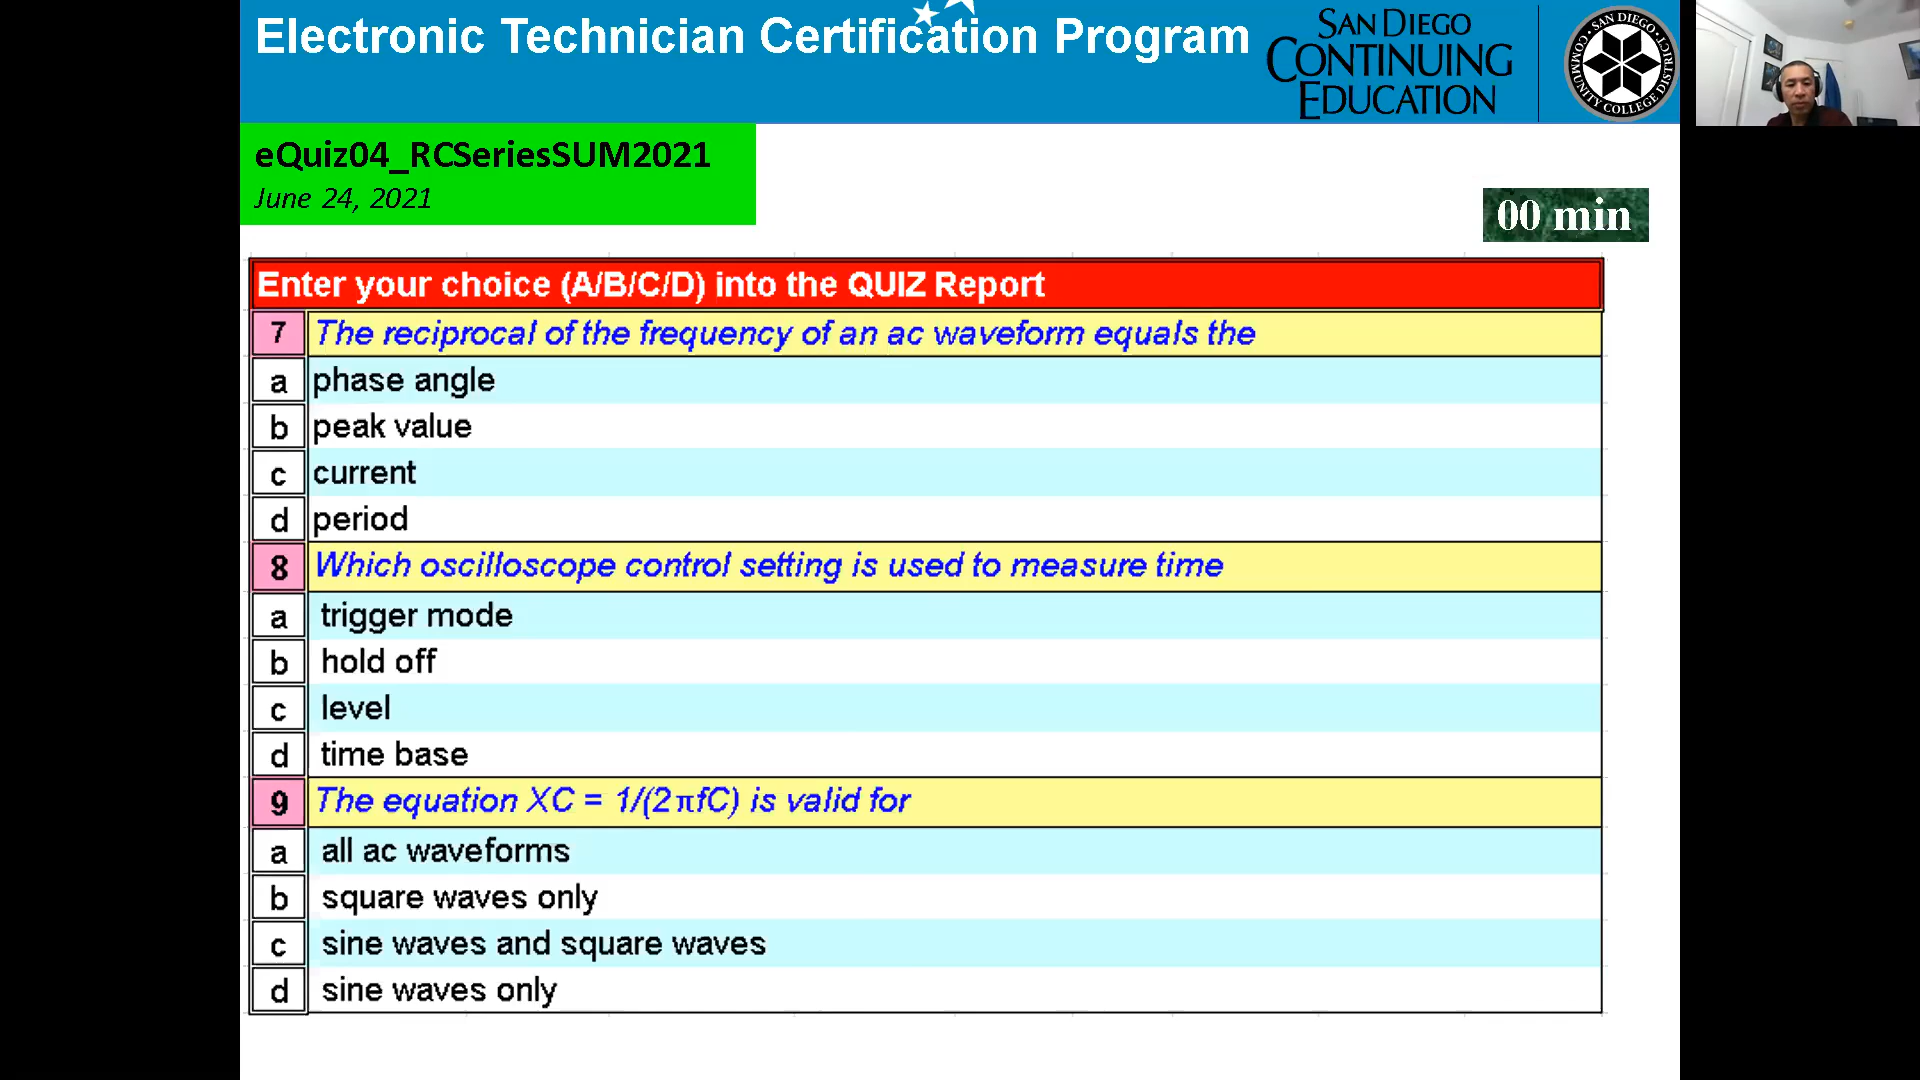 Electronic Technician Certification Program
SAN DIEGO
CONTINUING
EDUCATION
SAN DIEGO
COMMUNITY COLLEGE DISTRICT
eQuiz04_RCSeriesSUM2021
June 24, 2021
00 min
Enter your choice (A/B/C/D) into the QUIZ Report
7 The reciprocal of the frequency of an ac waveform equals the
a phase angle
b peak value
c current
d period
8 Which oscilloscope control setting is used to measure time
a trigger mode
b hold off
c level
d time base
9 The equation XC = 1/(2πfC) is valid for
a all ac waveforms
b square waves only
c sine waves and square waves
d sine waves only